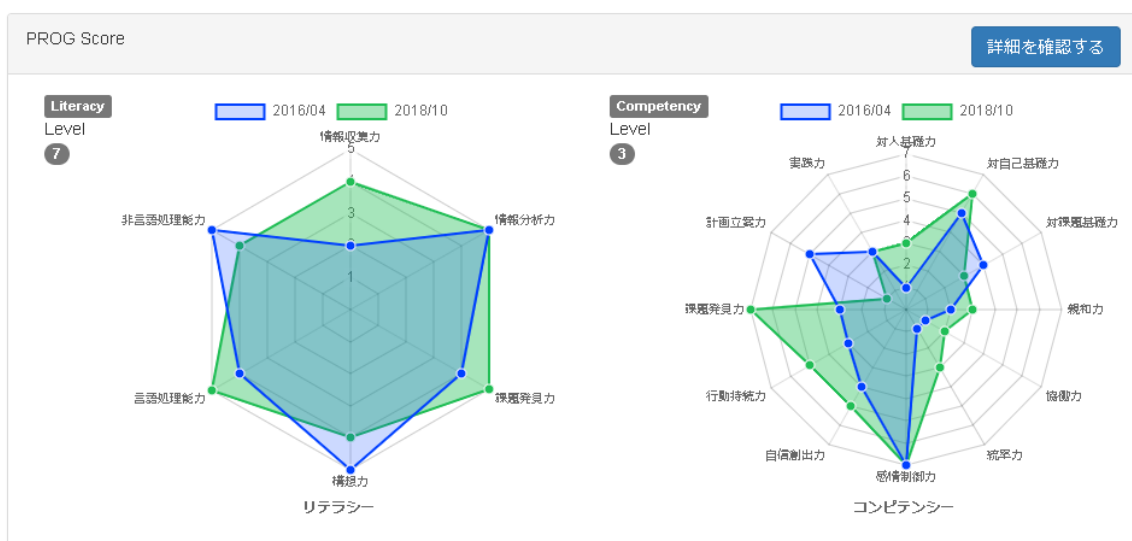 PROG Score
詳細を確認する
Literacy
Level
7
2016/04
2018/10
情報収集力
5
4
3
2
1
情報分析力
課題発見力
構想力
言語処理能力
非言語処理能力
リテラシー
Competency
Level
3
2016/04
2018/10
対人基礎力
7
6
5
4
3
2
対自己基礎力
対課題基礎力
親和力
協働力
統率力
感情制御力
自信創出力
行動持続力
課題発見力
計画立案力
実践力
コンピテンシー